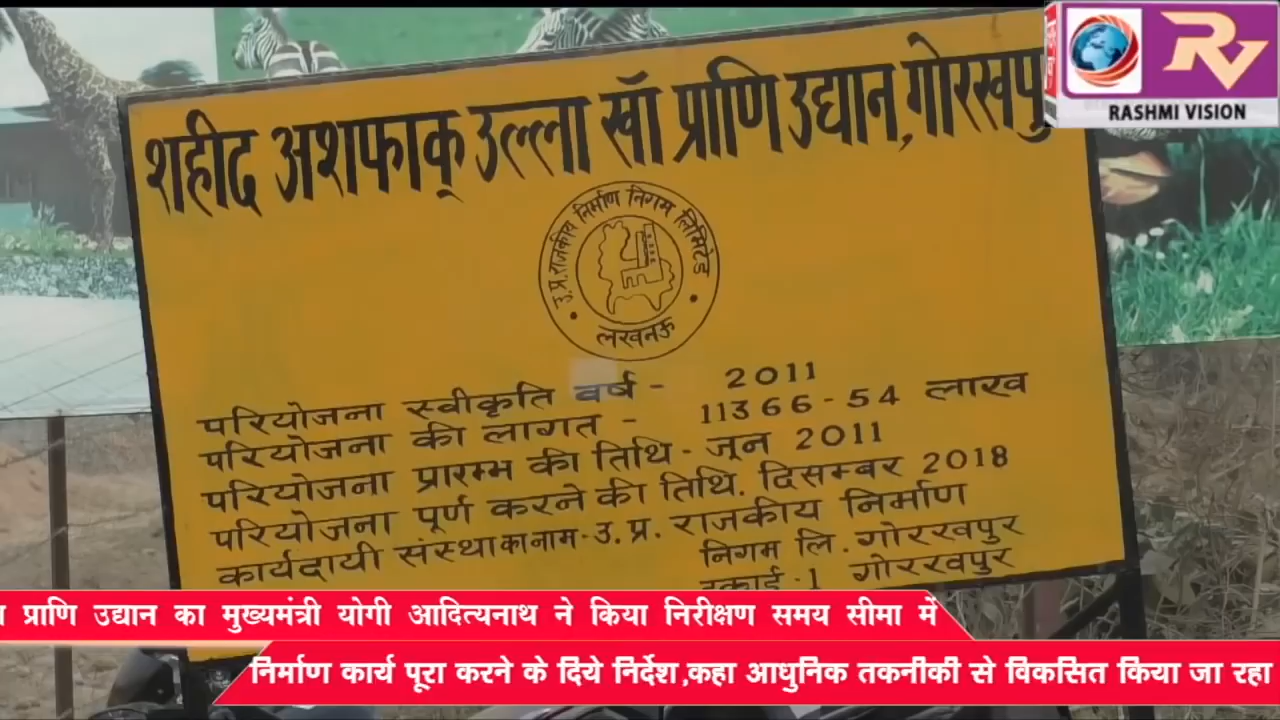 RASHMI VISION
RV
शहीद अशफाक् उल्ला खाँ प्राणि उद्यान,गोरखपु
उ.प्र.राजकीय निर्माण निगम लिमिटेड
लखनऊ
परियोजना स्वीकृति वर्ष - 2011
परियोजना की लागत - 11366-54 लाख
परियोजना प्रारम्भ की तिथि - जून 2011
परियोजना पूर्ण करने की तिथि. दिसम्बर 2018
कार्यदायी संस्था का नाम - उ. प्र. राजकीय निर्माण
निगम लि. गोरखपुर
इकाई - 1 गोरखपुर
प्राणि उद्यान का मुख्यमंत्री योगी आदित्यनाथ ने किया निरीक्षण समय सीमा में
निर्माण कार्य पूरा करने के दिये निर्देश,कहा आधुनिक तकनीकी से विकसित किया जा रहा